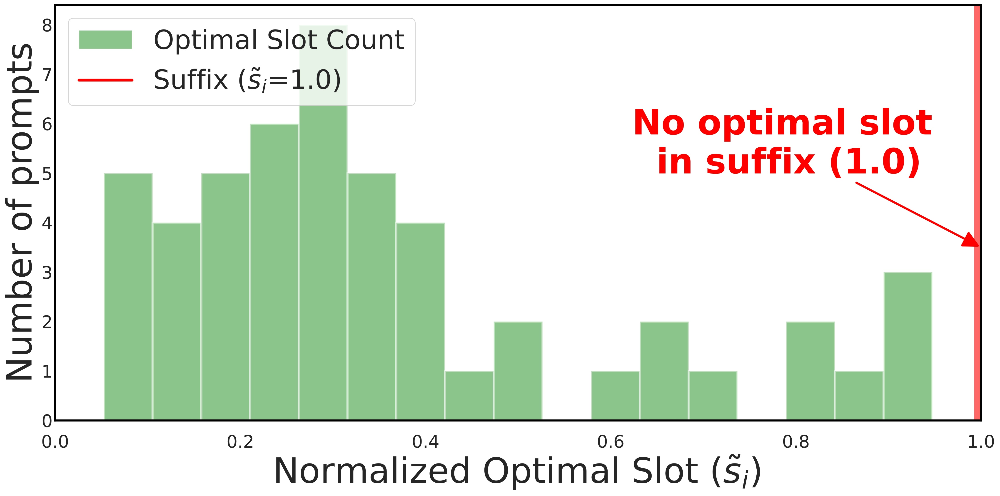 Number of prompts
8
7
6
5
4
3
2
1
0
Optimal Slot Count
Suffix (s̃ᵢ=1.0)
No optimal slot
in suffix (1.0)
0.0 0.2 0.4 0.6 0.8 1.0
Normalized Optimal Slot (s̃ᵢ)